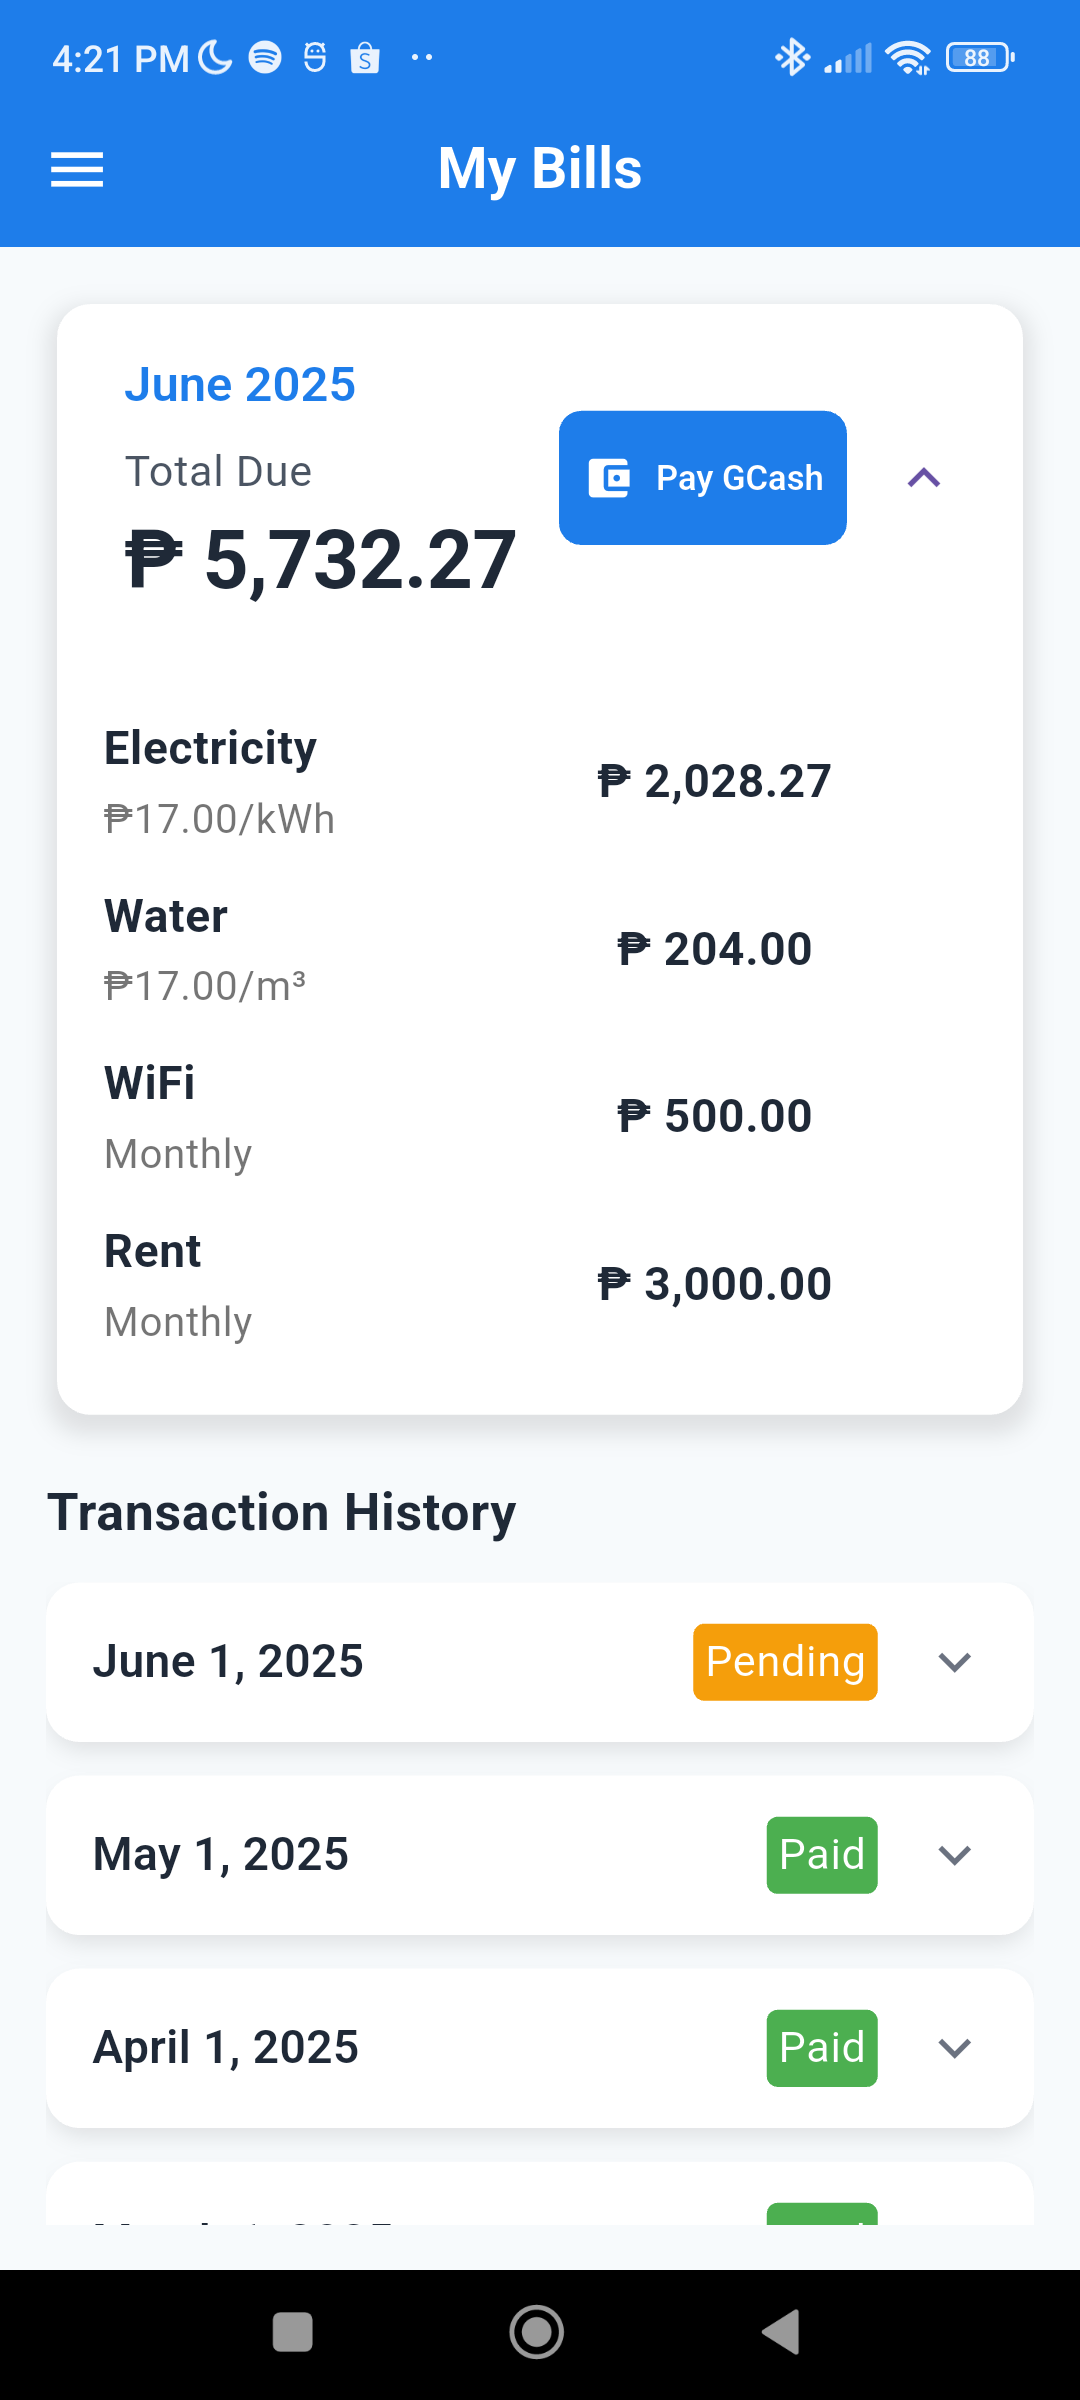 4:21 PM
88
My Bills
June 2025
Total Due
₱ 5,732.27
Pay GCash
Electricity
₱17.00/kWh
₱ 2,028.27
Water
₱17.00/m³
₱ 204.00
WiFi
Monthly
₱ 500.00
Rent
Monthly
₱ 3,000.00
Transaction History
June 1, 2025
Pending
May 1, 2025
Paid
April 1, 2025
Paid